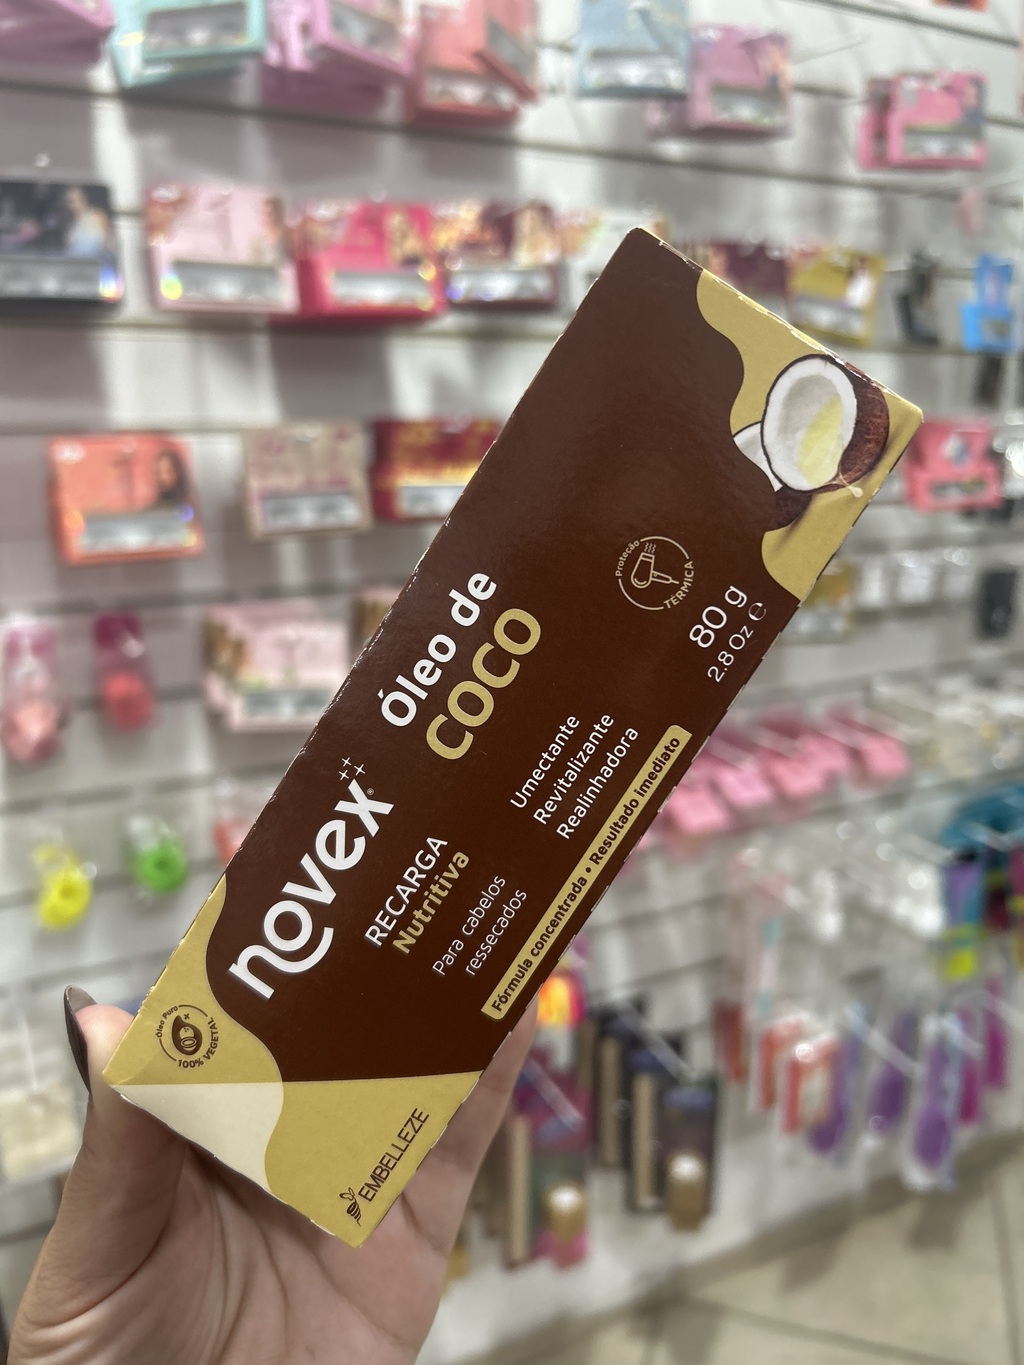 novex®
Óleo de
COCO
RECARGA
Nutritiva
Para cabelos
ressecados
Umectante
Revitalizante
Realinhadora
Fórmula concentrada • Resultado imediato
Proteção
TÉRMICA
80 g
2.8 Oz ℮
Óleo Puro
100% VEGETAL
EMBELLEZE